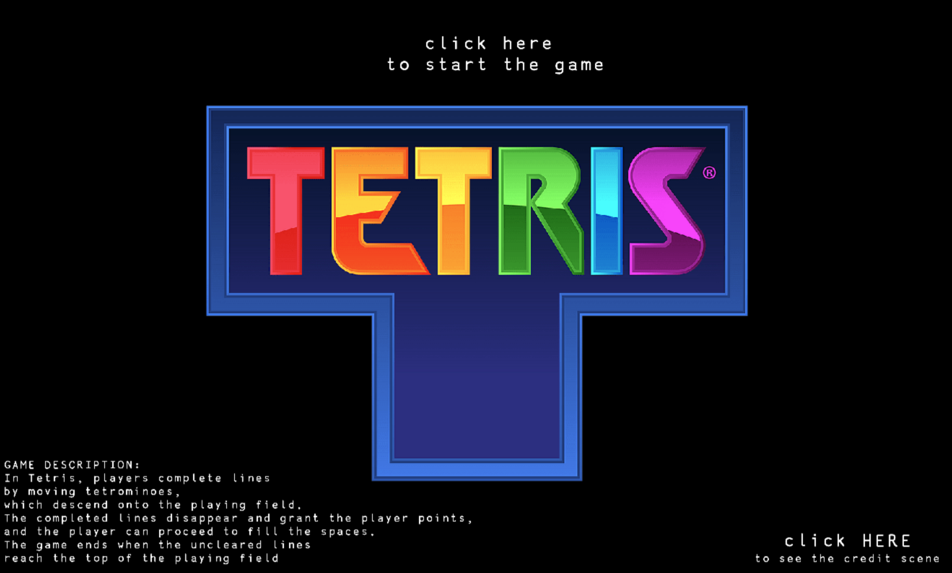 click here
to start the game
TETRIS®
GAME DESCRIPTION:
In Tetris, players complete lines
by moving tetrominoes,
which descend onto the playing field.
The completed lines disappear and grant the player points,
and the player can proceed to fill the spaces.
The game ends when the uncleared lines
reach the top of the playing field
click HERE
to see the credit scene